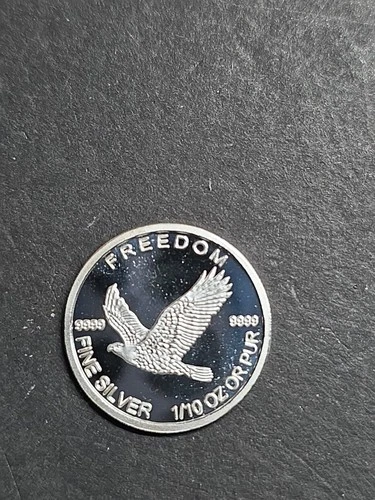 FREEDOM
9999 9999
FINE SILVER 1/10 OZ OR PUR